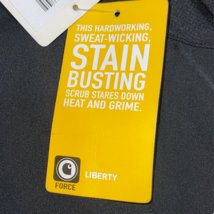 THIS HARDWORKING,
SWEAT-WICKING,
STAIN
BUSTING
SCRUB STARES DOWN
HEAT AND GRIME.
FORCE
LIBERTY